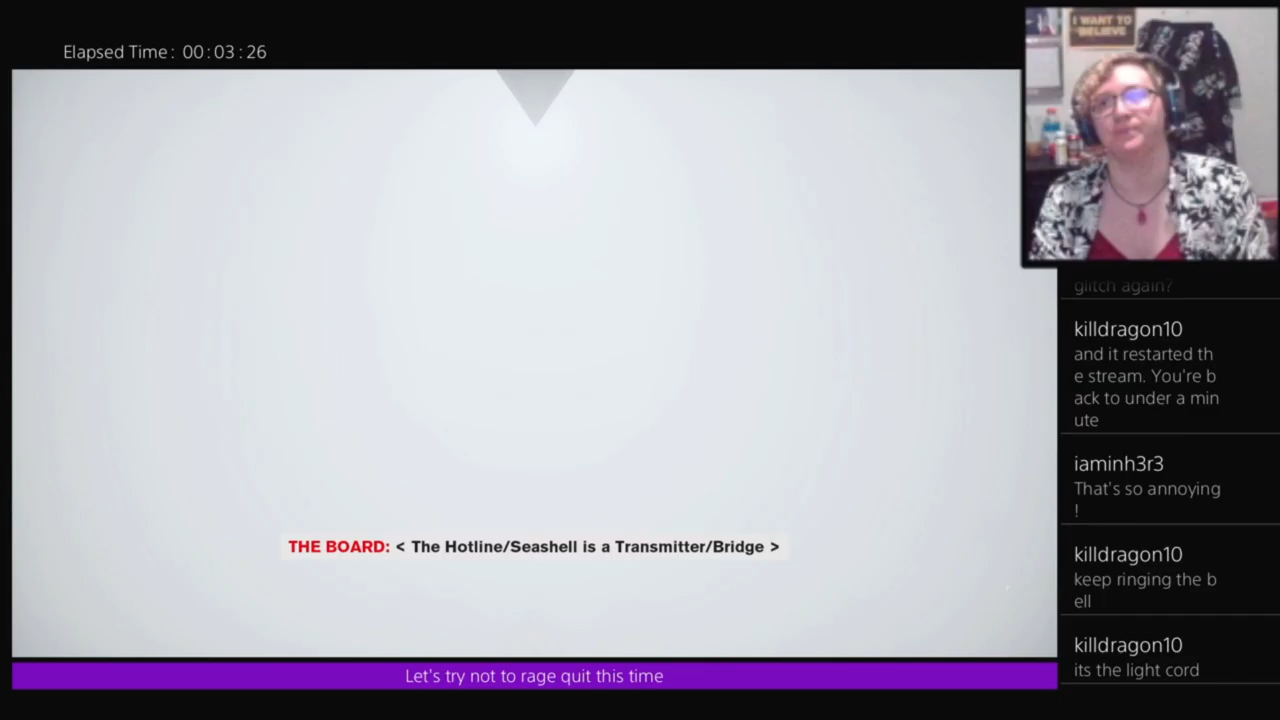 Elapsed Time: 00:03:26
I WANT TO
BELIEVE
glitch again?
killdragon10
and it restarted th
e stream. You're b
ack to under a min
ute
iaminh3r3
That's so annoying
!
killdragon10
keep ringing the b
ell
killdragon10
its the light cord
THE BOARD: < The Hotline/Seashell is a Transmitter/Bridge >
Let's try not to rage quit this time